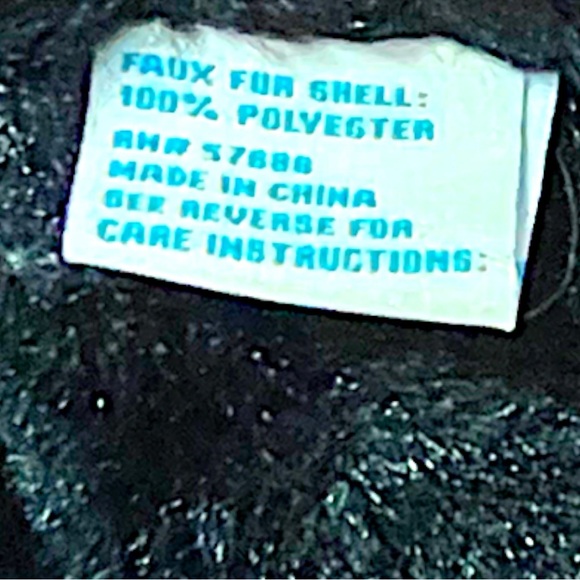 FAUX FUR SHELL:
100% POLYESTER
RN#
MADE IN CHINA
SEE REVERSE FOR
CARE INSTRUCTIONS: